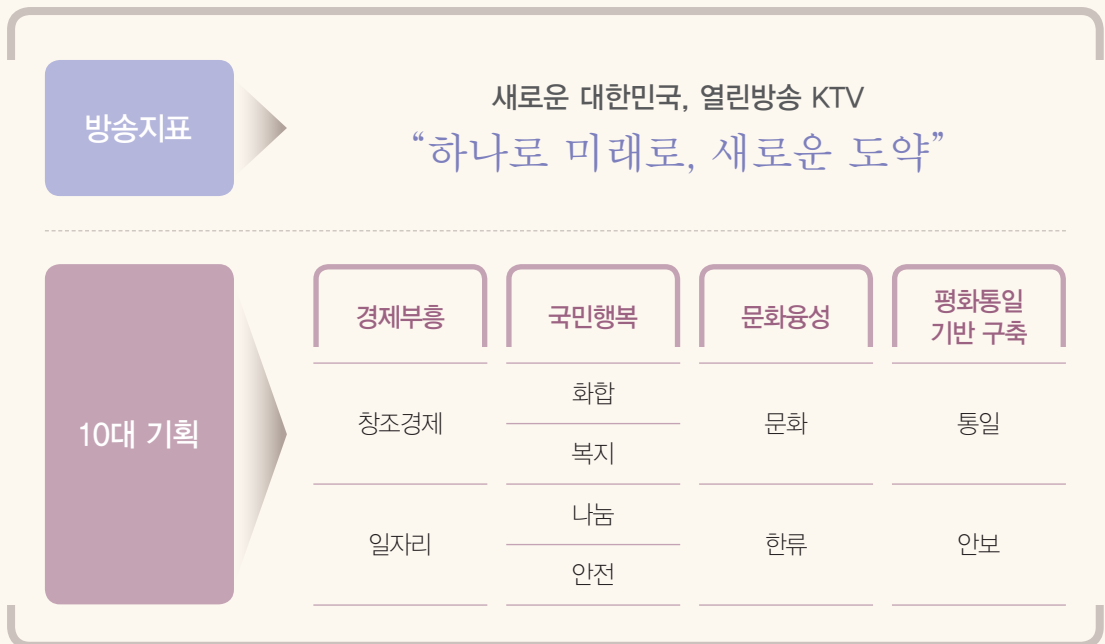 방송지표
새로운 대한민국, 열린방송 KTV
“하나로 미래로, 새로운 도약”
10대 기획
경제부흥
창조경제
일자리
국민행복
화합
복지
나눔
안전
문화융성
문화
한류
평화통일
기반 구축
통일
안보